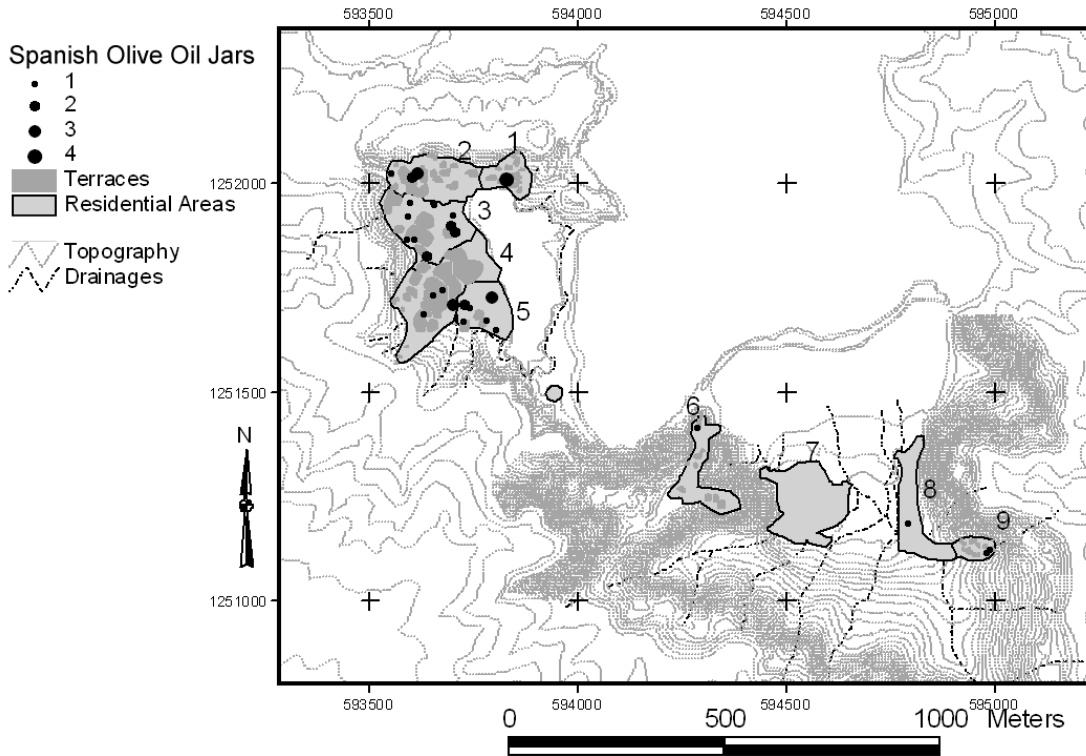 593500 594000 594500 595000
Spanish Olive Oil Jars
1
2
3
4
Terraces
Residential Areas
Topography
Drainages
1252000
1251500
1251000
N
1
2
3
4
5
6
7
8
9
593500 594000 594500 595000
0 500 1000 Meters